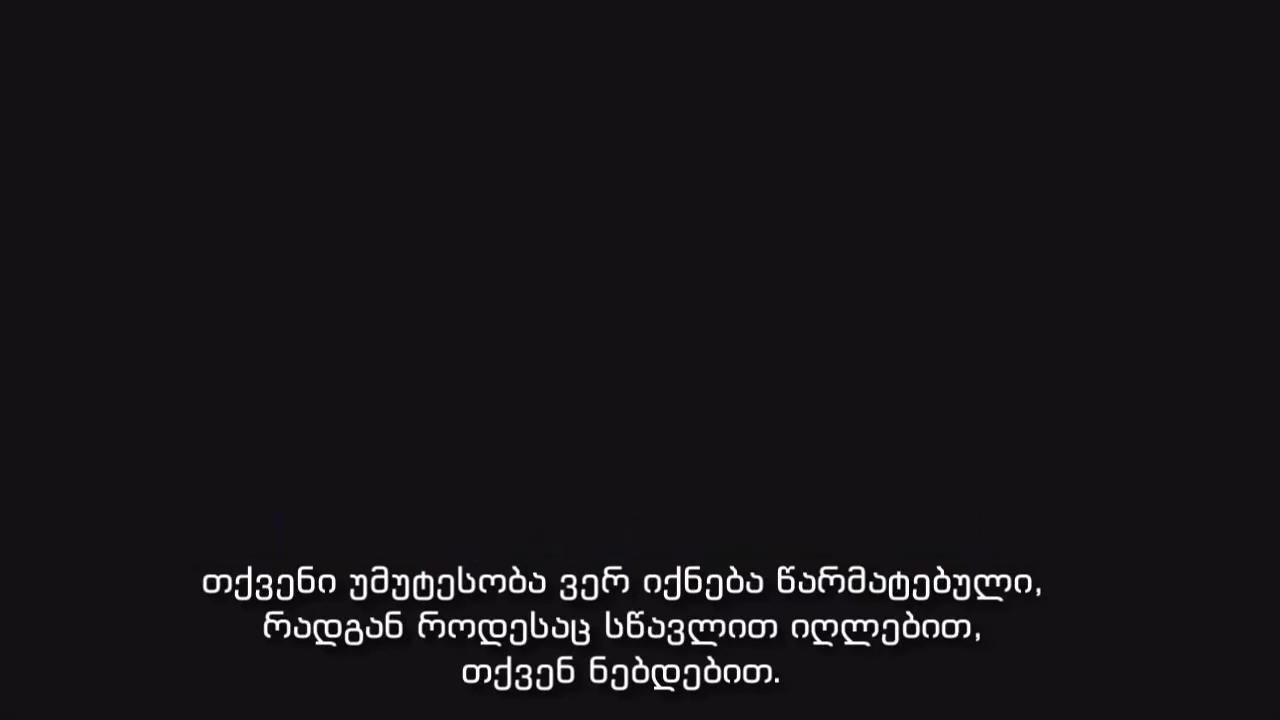 თქვენი უმუტესობა ვერ იქნება წარმატებული,
რადგან როდესაც სწავლით იღლებით,
თქვენ ნებდებით.